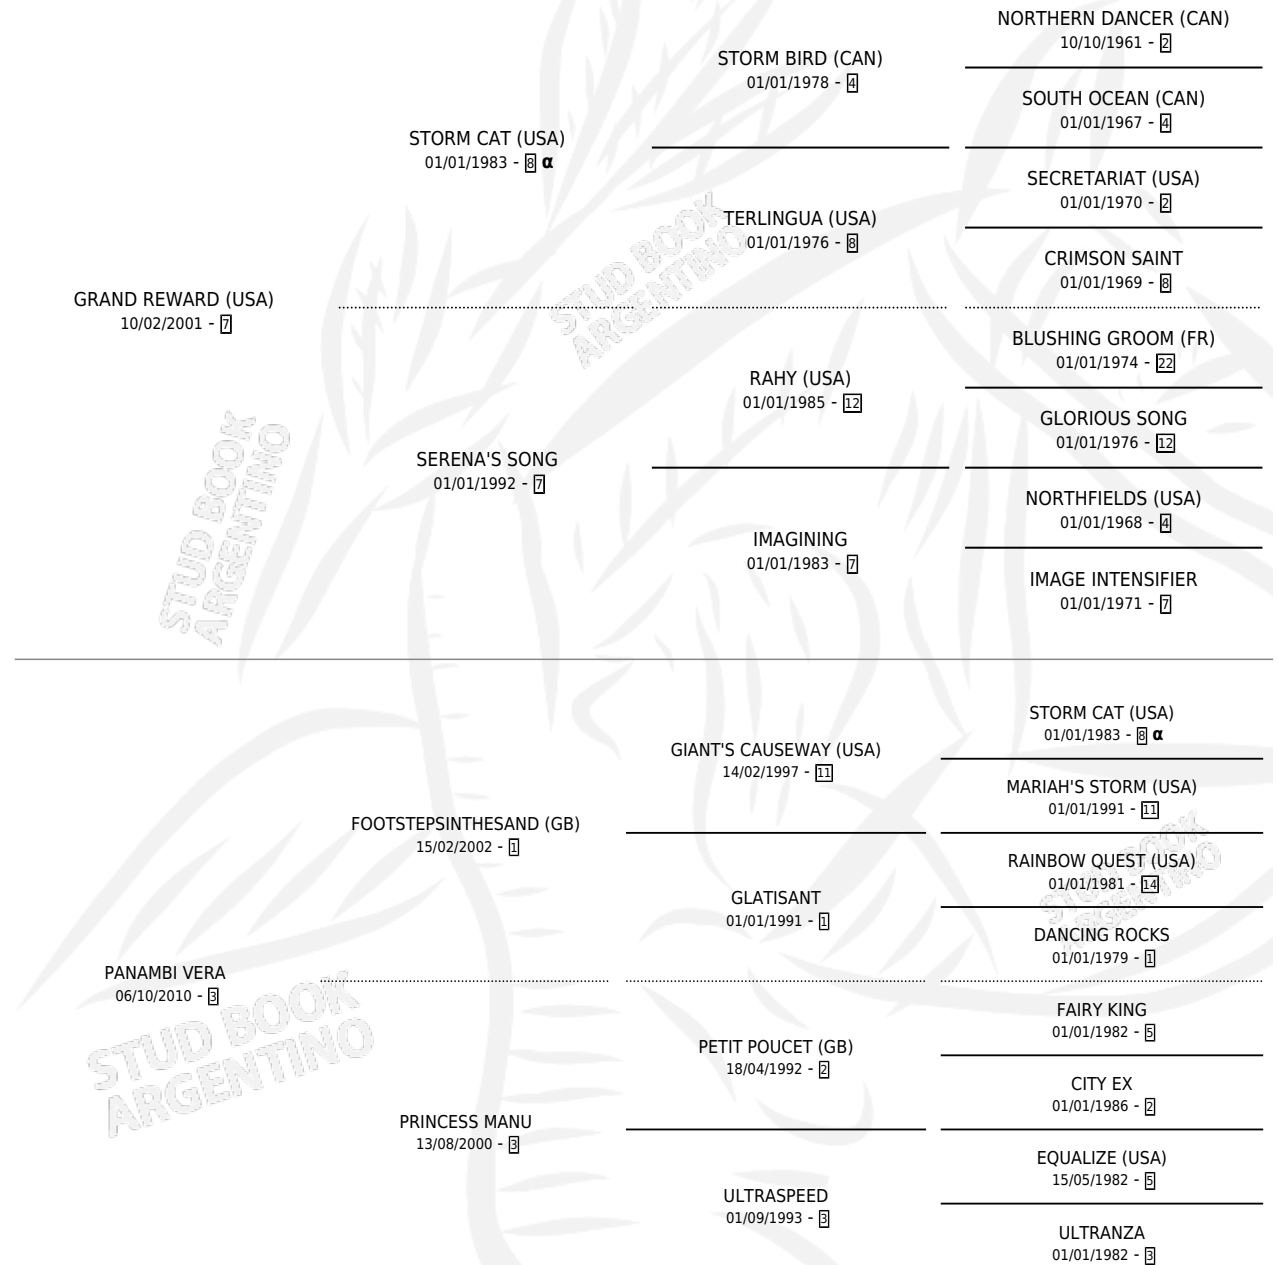 NORTHERN DANCER (CAN)
10/10/1961 - 2
STORM BIRD (CAN)
01/01/1978 - 4
SOUTH OCEAN (CAN)
01/01/1967 - 4
STORM CAT (USA)
01/01/1983 - 8 α
SECRETARIAT (USA)
01/01/1970 - 2
TERLINGUA (USA)
01/01/1976 - 8
CRIMSON SAINT
01/01/1969 - 8
GRAND REWARD (USA)
10/02/2001 - 7
BLUSHING GROOM (FR)
01/01/1974 - 22
RAHY (USA)
01/01/1985 - 12
GLORIOUS SONG
01/01/1976 - 12
SERENA'S SONG
01/01/1992 - 7
NORTHFIELDS (USA)
01/01/1968 - 4
IMAGINING
01/01/1983 - 7
IMAGE INTENSIFIER
01/01/1971 - 7
STORM CAT (USA)
01/01/1983 - 8 α
GIANT'S CAUSEWAY (USA)
14/02/1997 - 11
MARIAH'S STORM (USA)
01/01/1991 - 11
FOOTSTEPSINTHESAND (GB)
15/02/2002 - 1
RAINBOW QUEST (USA)
01/01/1981 - 14
GLATISANT
01/01/1991 - 1
DANCING ROCKS
01/01/1979 - 1
PANAMBI VERA
06/10/2010 - 3
FAIRY KING
01/01/1982 - 5
PETIT POUCET (GB)
18/04/1992 - 2
CITY EX
01/01/1986 - 2
PRINCESS MANU
13/08/2000 - 3
EQUALIZE (USA)
15/05/1982 - 5
ULTRASPEED
01/09/1993 - 3
ULTRANZA
01/01/1982 - 3
STUD BOOK
ARGENTINO
STUD BOOK
ARGENTINO
STUD BOOK
ARGENTINO
STUD BOOK
ARGENTINO